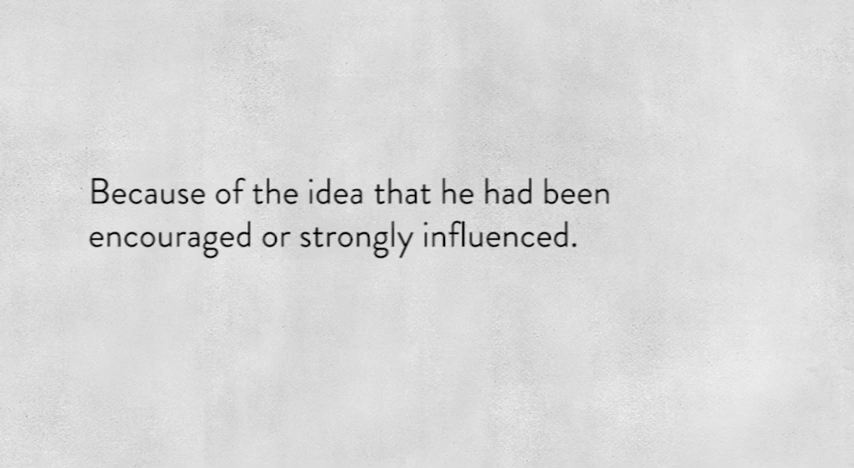 Because of the idea that he had been
encouraged or strongly influenced.